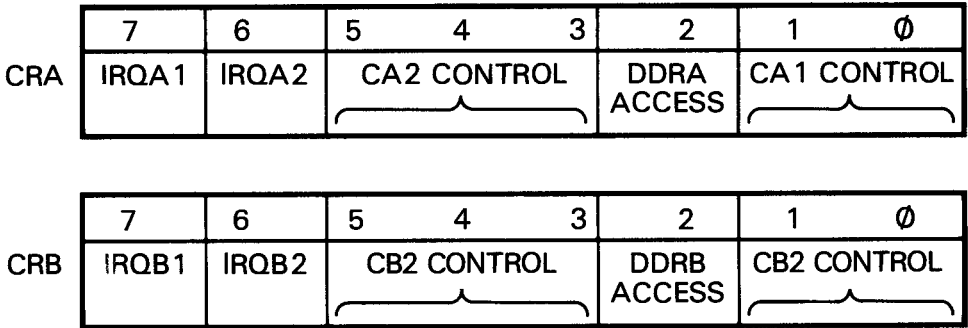 7 6 5 4 3 2 1 Ø
CRA IRQA1 IRQA2 CA2 CONTROL DDRA ACCESS CA1 CONTROL
7 6 5 4 3 2 1 Ø
CRB IRQB1 IRQB2 CB2 CONTROL DDRB ACCESS CB2 CONTROL